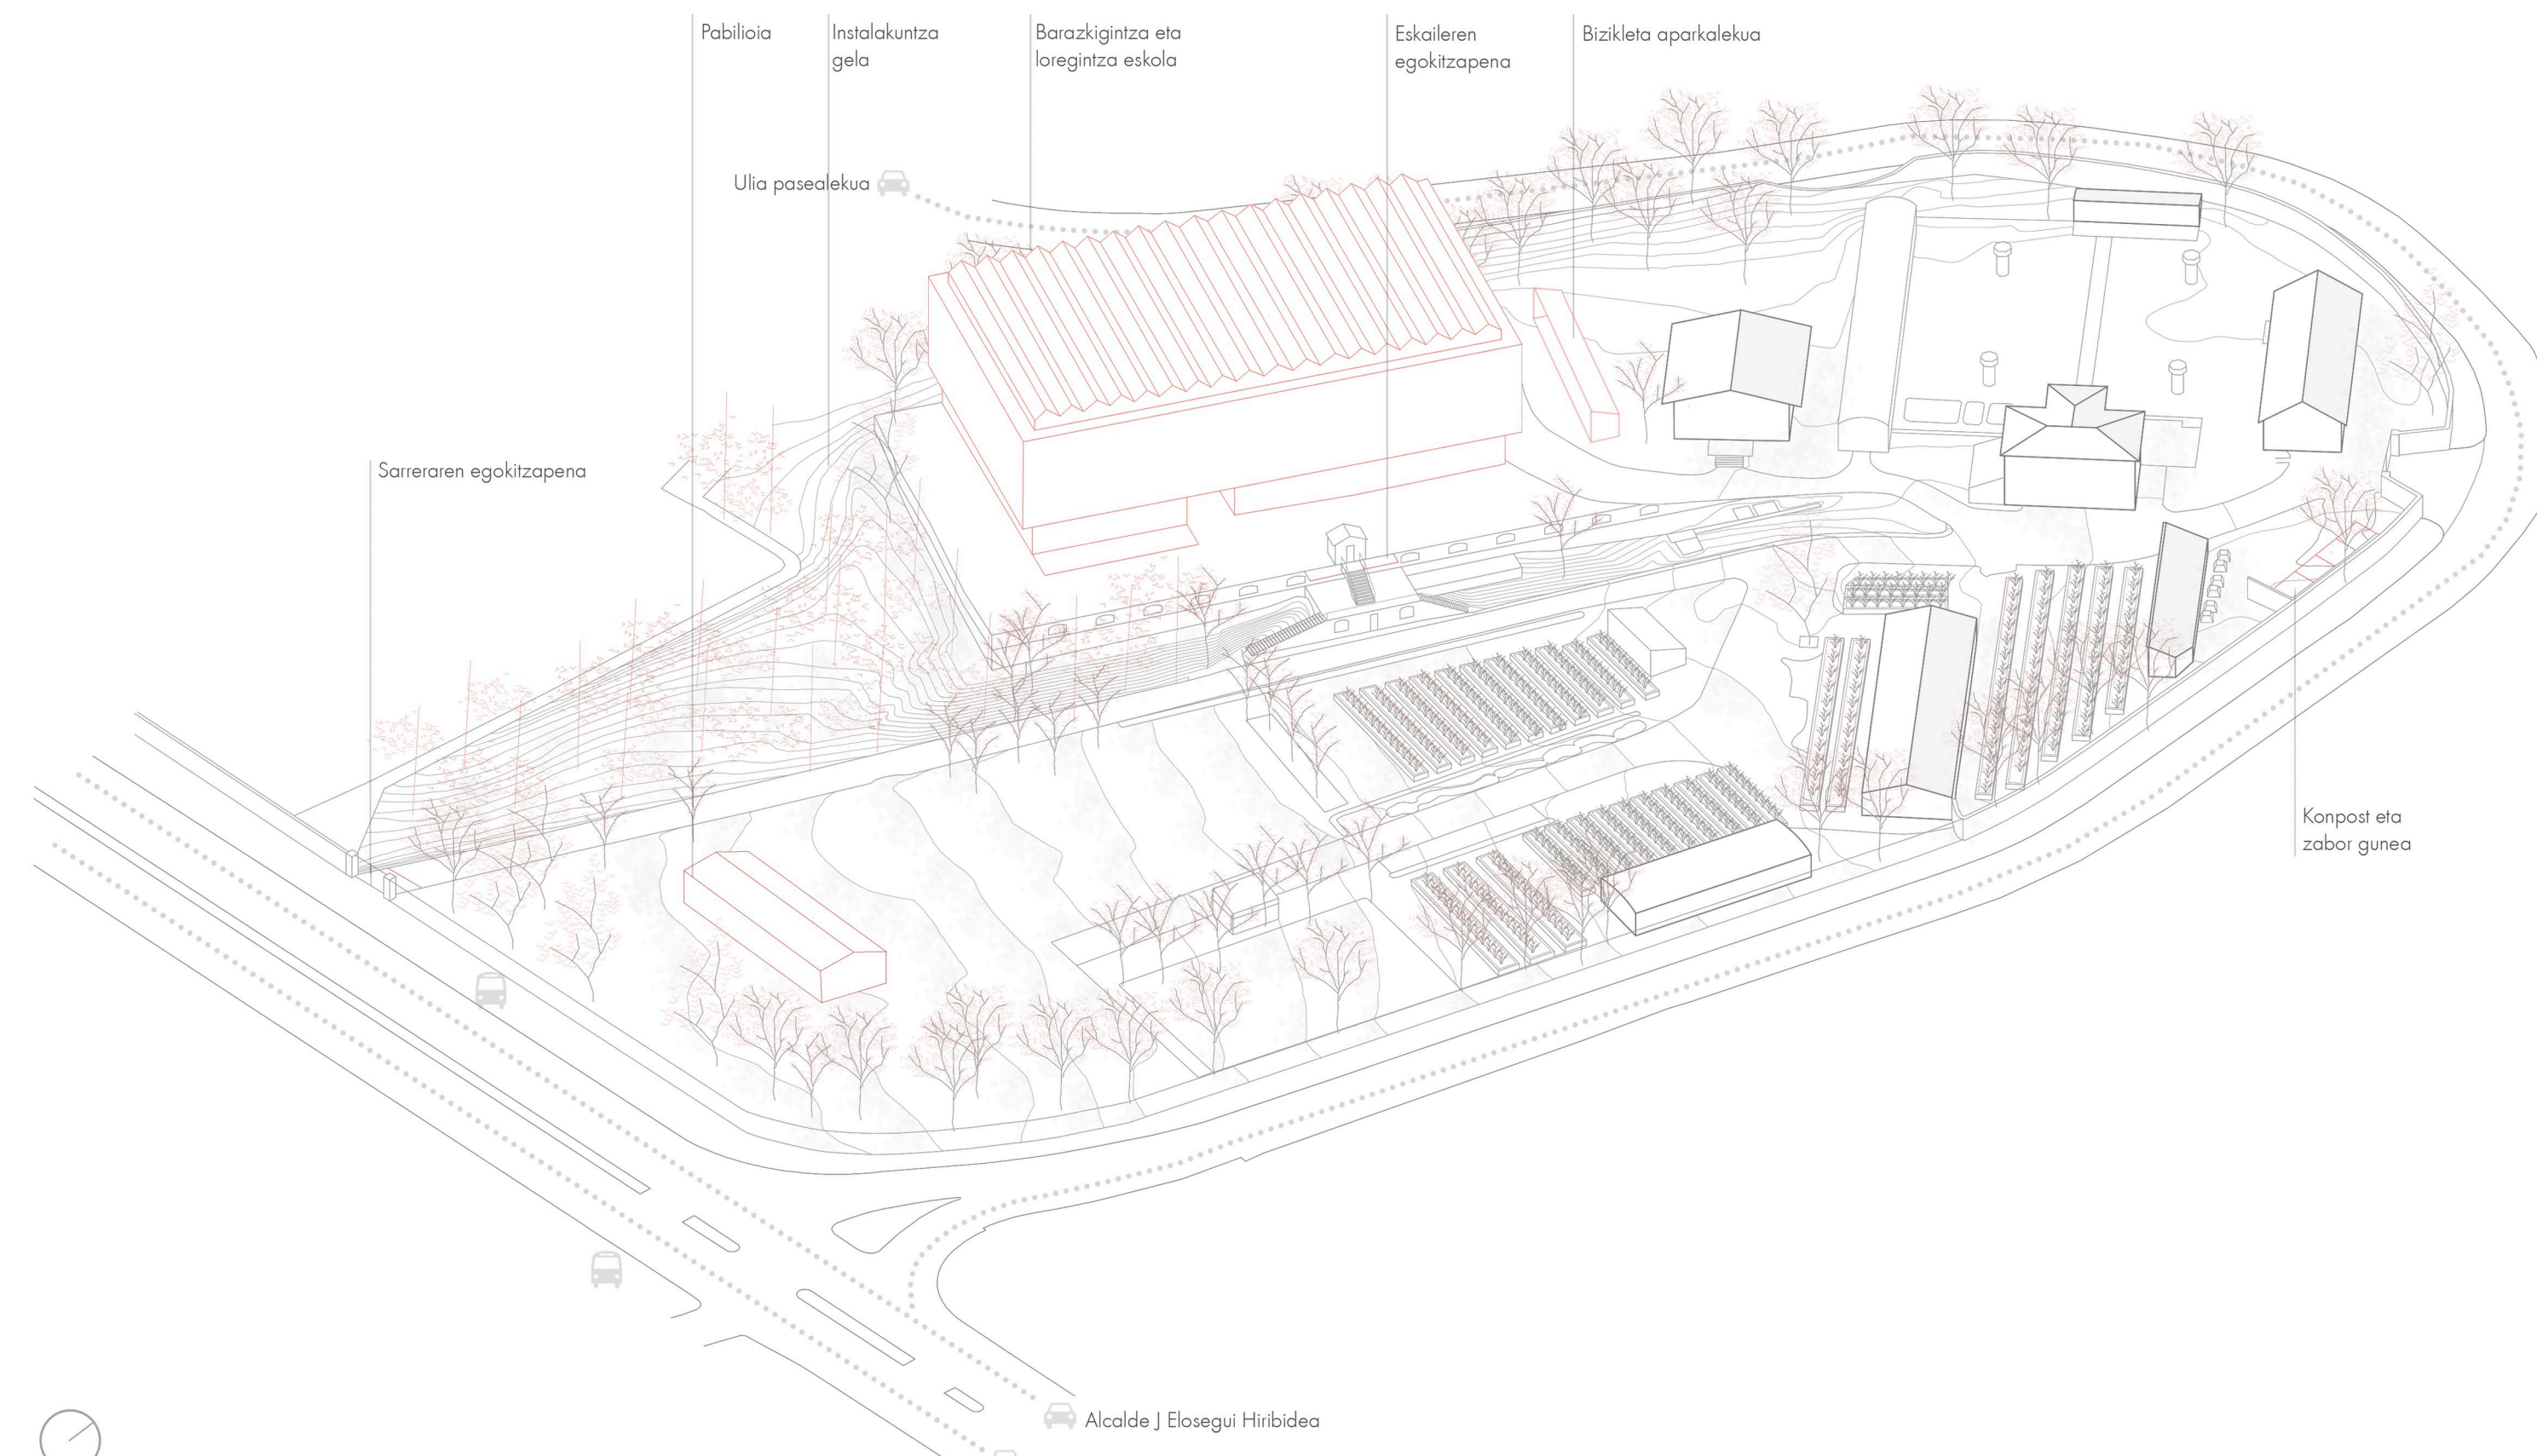 Pabilioia
Instalakuntza
gela
Barazkigintza eta
loregintza eskola
Eskaileren
egokitzapena
Bizikleta aparkalekua
Ulia pasealekua
Sarreraren egokitzapena
Konpost eta
zabor gunea
Alcalde J Elosegui Hiribidea